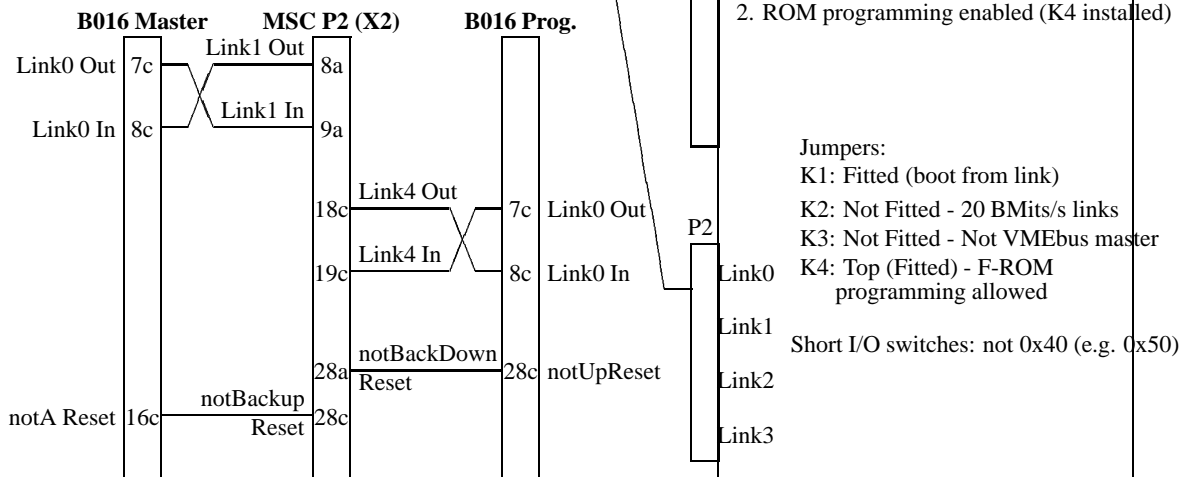 2. ROM programming enabled (K4 installed)
B016 Master
MSC P2 (X2)
B016 Prog.
Link0 Out 7c
Link1 Out
8a
Link0 In 8c
Link1 In
9a
18c
Link4 Out
7c Link0 Out
19c
Link4 In
8c Link0 In
28a
notBackDown
Reset
28c notUpReset
notA Reset 16c
notBackup
Reset
28c
P2
Link0
Link1
Link2
Link3
Jumpers:
K1: Fitted (boot from link)
K2: Not Fitted - 20 BMits/s links
K3: Not Fitted - Not VMEbus master
K4: Top (Fitted) - F-ROM
programming allowed
Short I/O switches: not 0x40 (e.g. 0x50)